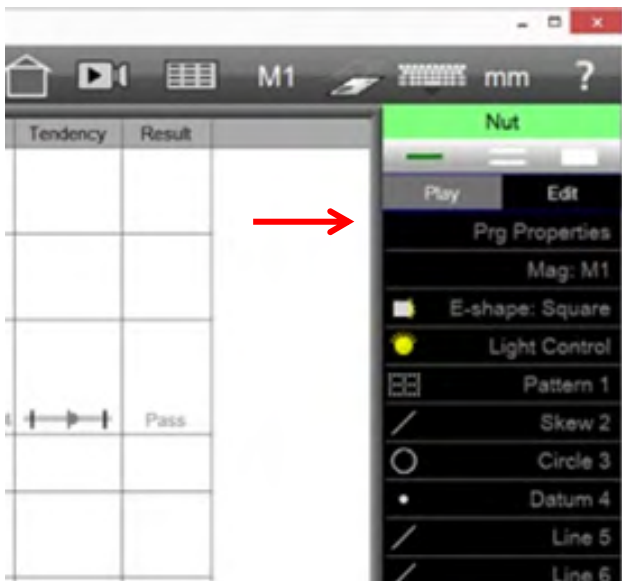 M1 mm ?
Nut
Tendency Result
Play Edit
Prg Properties
Mag: M1
E-shape: Square
Light Control
Pattern 1
Pass
Skew 2
Circle 3
Datum 4
Line 5
Line 6